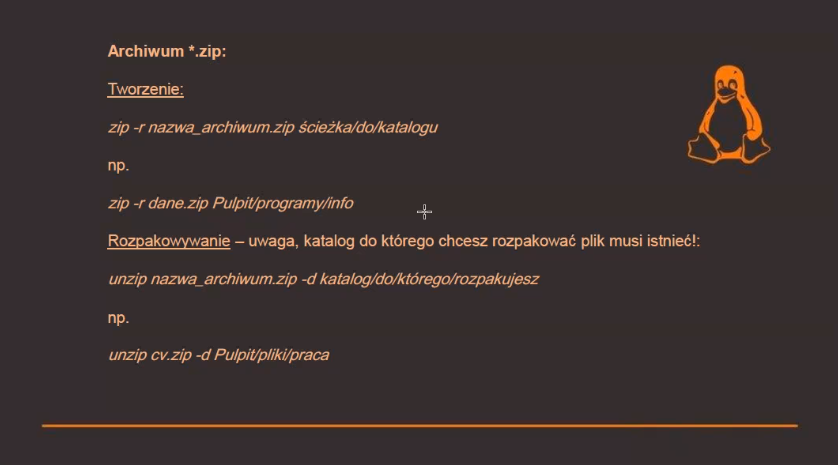 Archiwum *.zip:
Tworzenie:
zip -r nazwa_archiwum.zip ścieżka/do/katalogu
np.
zip -r dane.zip Pulpit/programy/info
Rozpakowywanie – uwaga, katalog do którego chcesz rozpakować plik musi istnieć!:
unzip nazwa_archiwum.zip -d katalog/do/którego/rozpakujesz
np.
unzip cv.zip -d Pulpit/pliki/praca